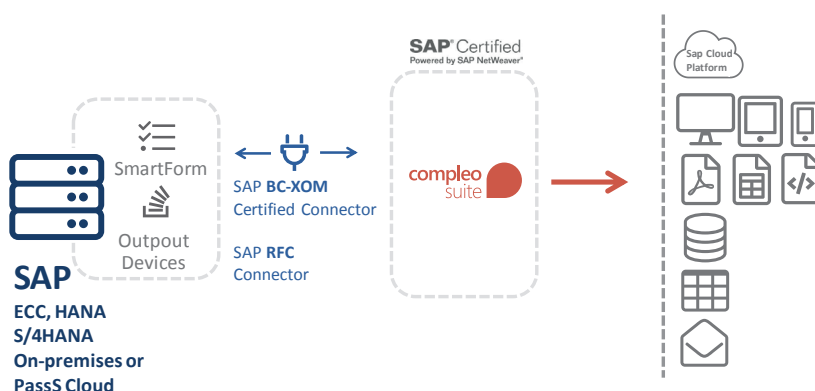 SmartForm
Outpout
Devices
SAP
ECC, HANA
S/4HANA
On-premises or
PassS Cloud
SAP BC-XOM
Certified Connector
SAP RFC
Connector
SAP® Certified
Powered by SAP NetWeaver®
compleo
suite
Sap Cloud
Platform